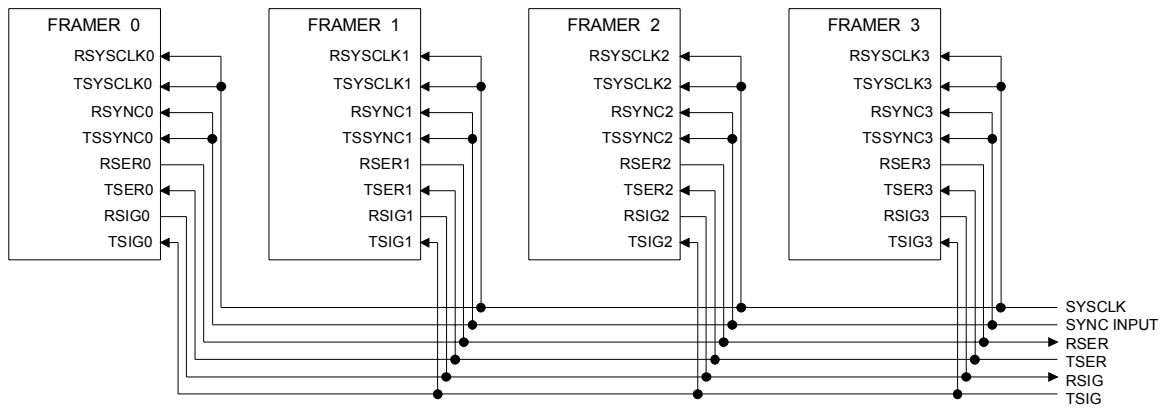 FRAMER 0
RSYSCLK0
TSYSCLK0
RSYNC0
TSSYNC0
RSER0
TSER0
RSIG0
TSIG0
FRAMER 1
RSYSCLK1
TSYSCLK1
RSYNC1
TSSYNC1
RSER1
TSER1
RSIG1
TSIG1
FRAMER 2
RSYSCLK2
TSYSCLK2
RSYNC2
TSSYNC2
RSER2
TSER2
RSIG2
TSIG2
FRAMER 3
RSYSCLK3
TSYSCLK3
RSYNC3
TSSYNC3
RSER3
TSER3
RSIG3
TSIG3
SYSCLK
SYNC INPUT
RSER
TSER
RSIG
TSIG